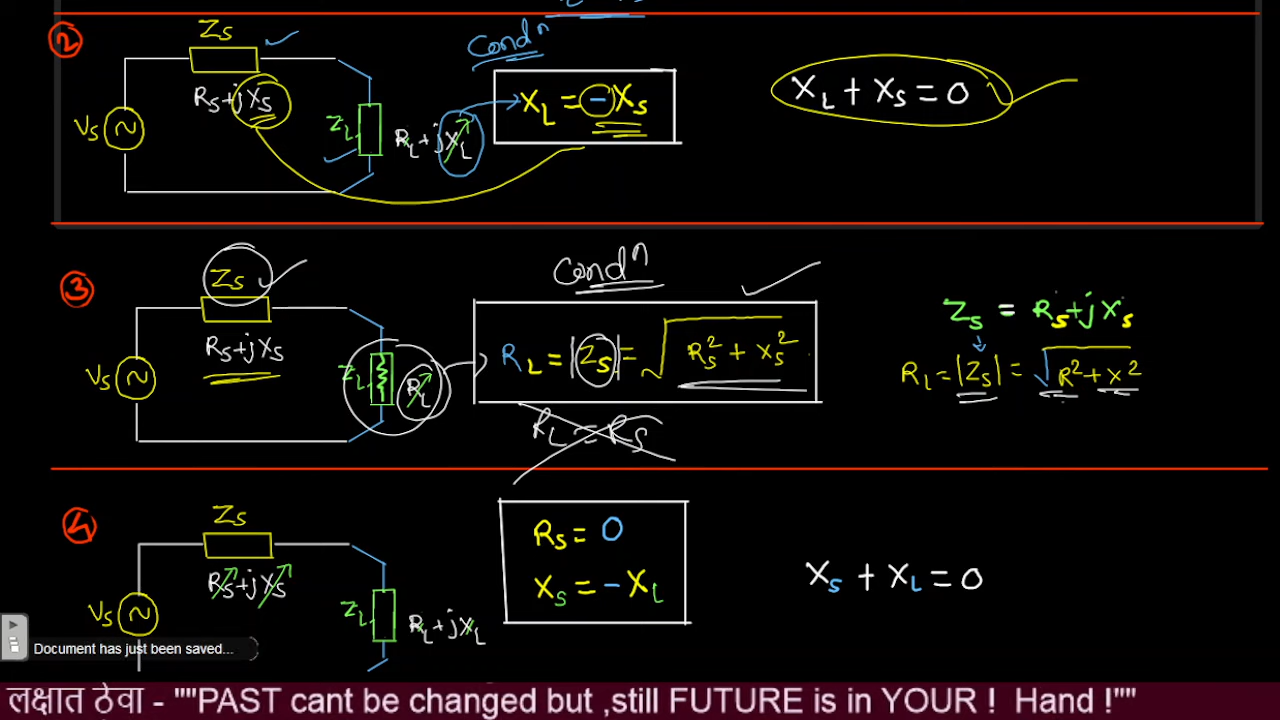 ②
Zs
Rs+jXs
Vs
ZL
RL+jXL
Condⁿ
XL = -Xs
XL + Xs = 0
③
Zs
Rs+jXs
Vs
ZL
RL
Condⁿ
RL = |Zs| = √Rs² + Xs²
RL = Rs
Zs = Rs+jXs
RL = |Zs| = √R² + X²
④
Zs
Rs+jXs
Vs
ZL
RL+jXL
Rs = 0
Xs = -XL
Xs + XL = 0
Document has just been saved...
लक्षात ठेवा - ""PAST cant be changed but ,still FUTURE is in YOUR ! Hand !""